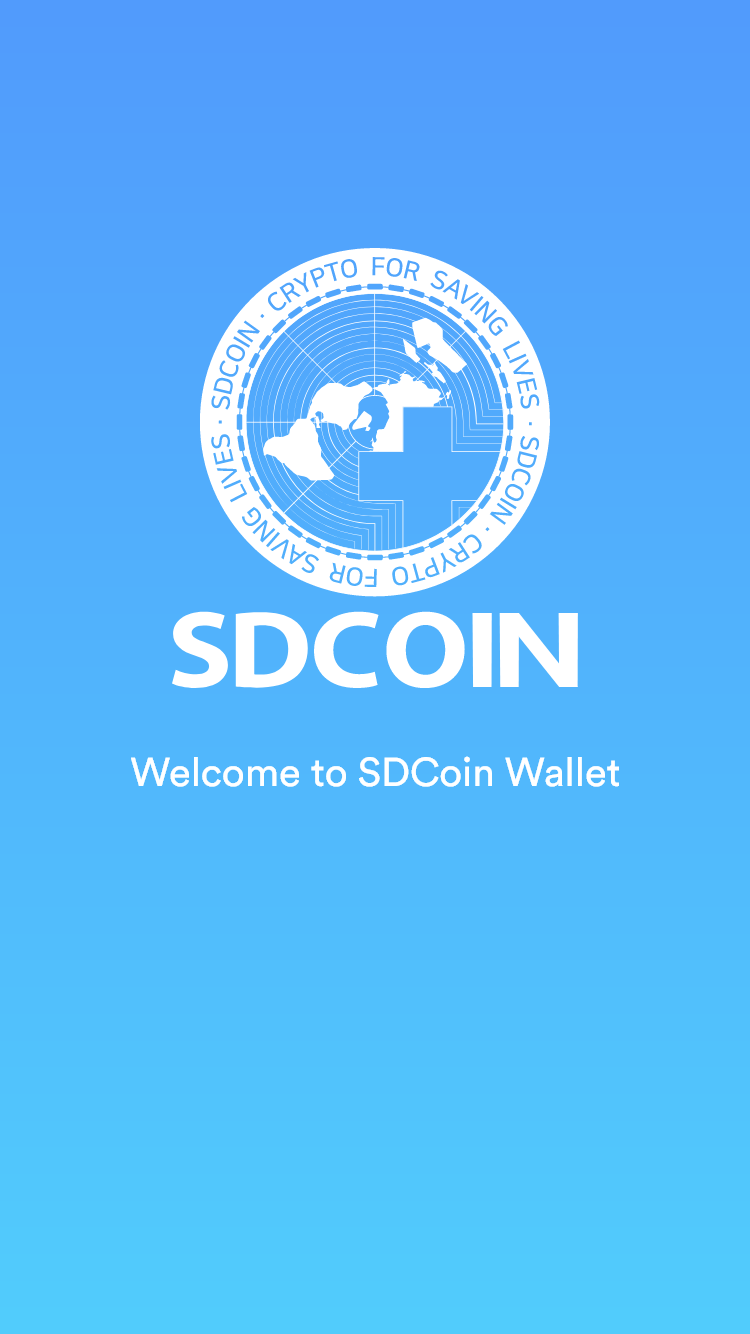 SDCOIN · CRYPTO FOR SAVING LIVES · SDCOIN · CRYPTO FOR SAVING LIVES ·
SDCOIN
Welcome to SDCoin Wallet